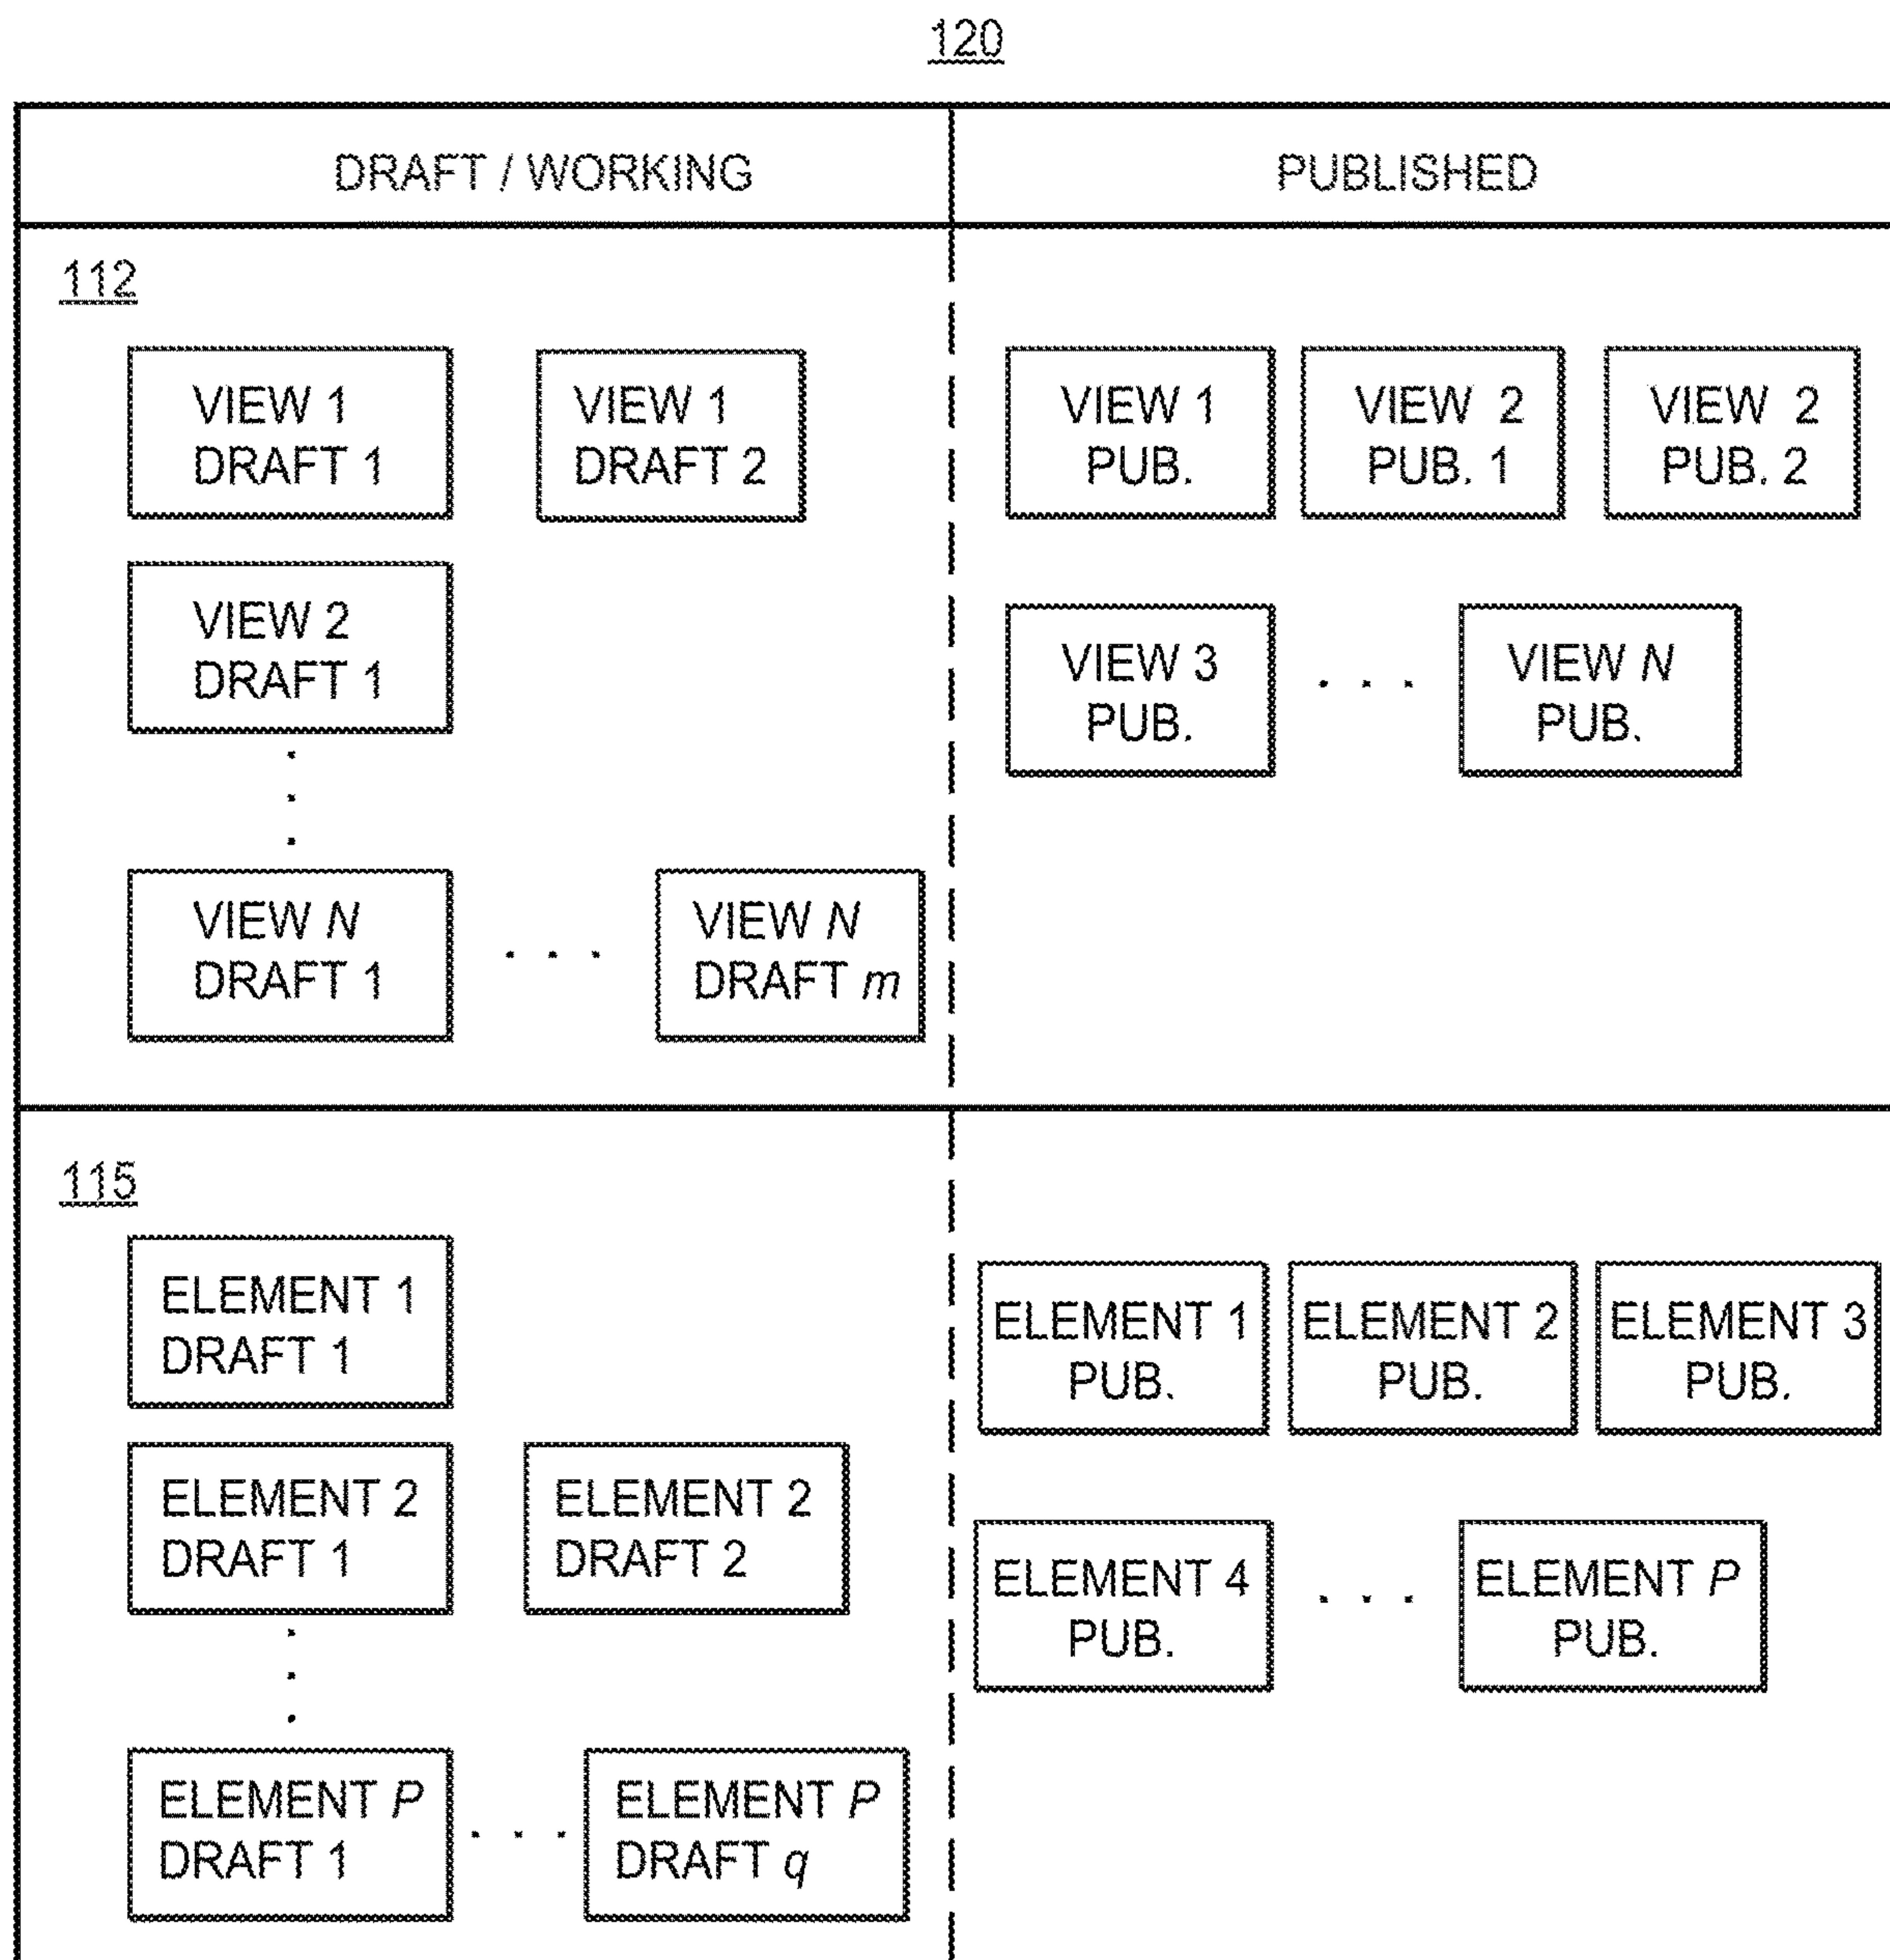 120
DRAFT / WORKING
PUBLISHED
112
VIEW 1
DRAFT 1
VIEW 1
DRAFT 2
VIEW 2
DRAFT 1
.
.
.
VIEW N
DRAFT 1
. . .
VIEW N
DRAFT m
VIEW 1
PUB.
VIEW 2
PUB. 1
VIEW 2
PUB. 2
VIEW 3
PUB.
. . .
VIEW N
PUB.
115
ELEMENT 1
DRAFT 1
ELEMENT 2
DRAFT 1
ELEMENT 2
DRAFT 2
.
.
.
ELEMENT P
DRAFT 1
. . .
ELEMENT P
DRAFT q
ELEMENT 1
PUB.
ELEMENT 2
PUB.
ELEMENT 3
PUB.
ELEMENT 4
PUB.
. . .
ELEMENT P
PUB.